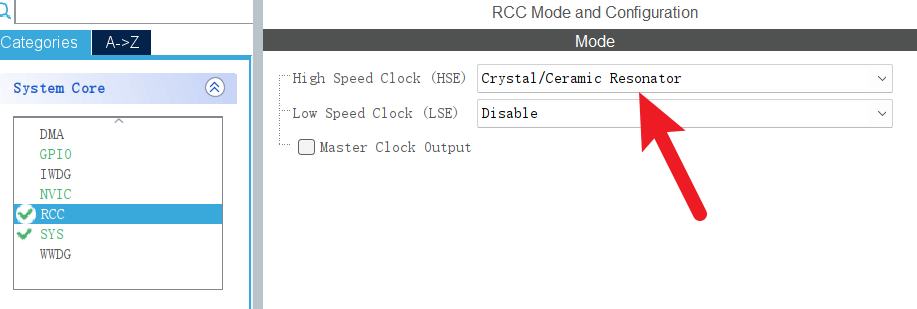 RCC Mode and Configuration
Categories
A->Z
Mode
System Core
High Speed Clock (HSE)
Crystal/Ceramic Resonator
Low Speed Clock (LSE)
Disable
Master Clock Output
DMA
GPIO
IWDG
NVIC
RCC
SYS
WWDG